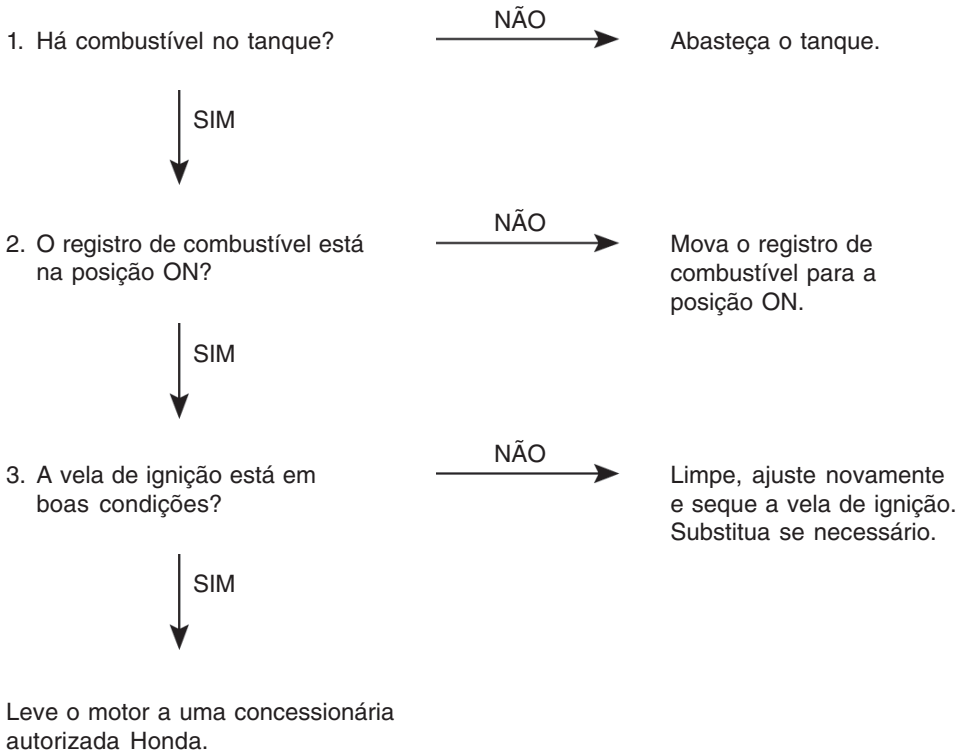 1. Há combustível no tanque?
NÃO
Abasteça o tanque.
SIM
2. O registro de combustível está
na posição ON?
NÃO
Mova o registro de
combustível para a
posição ON.
SIM
3. A vela de ignição está em
boas condições?
NÃO
Limpe, ajuste novamente
e seque a vela de ignição.
Substitua se necessário.
SIM
Leve o motor a uma concessionária
autorizada Honda.